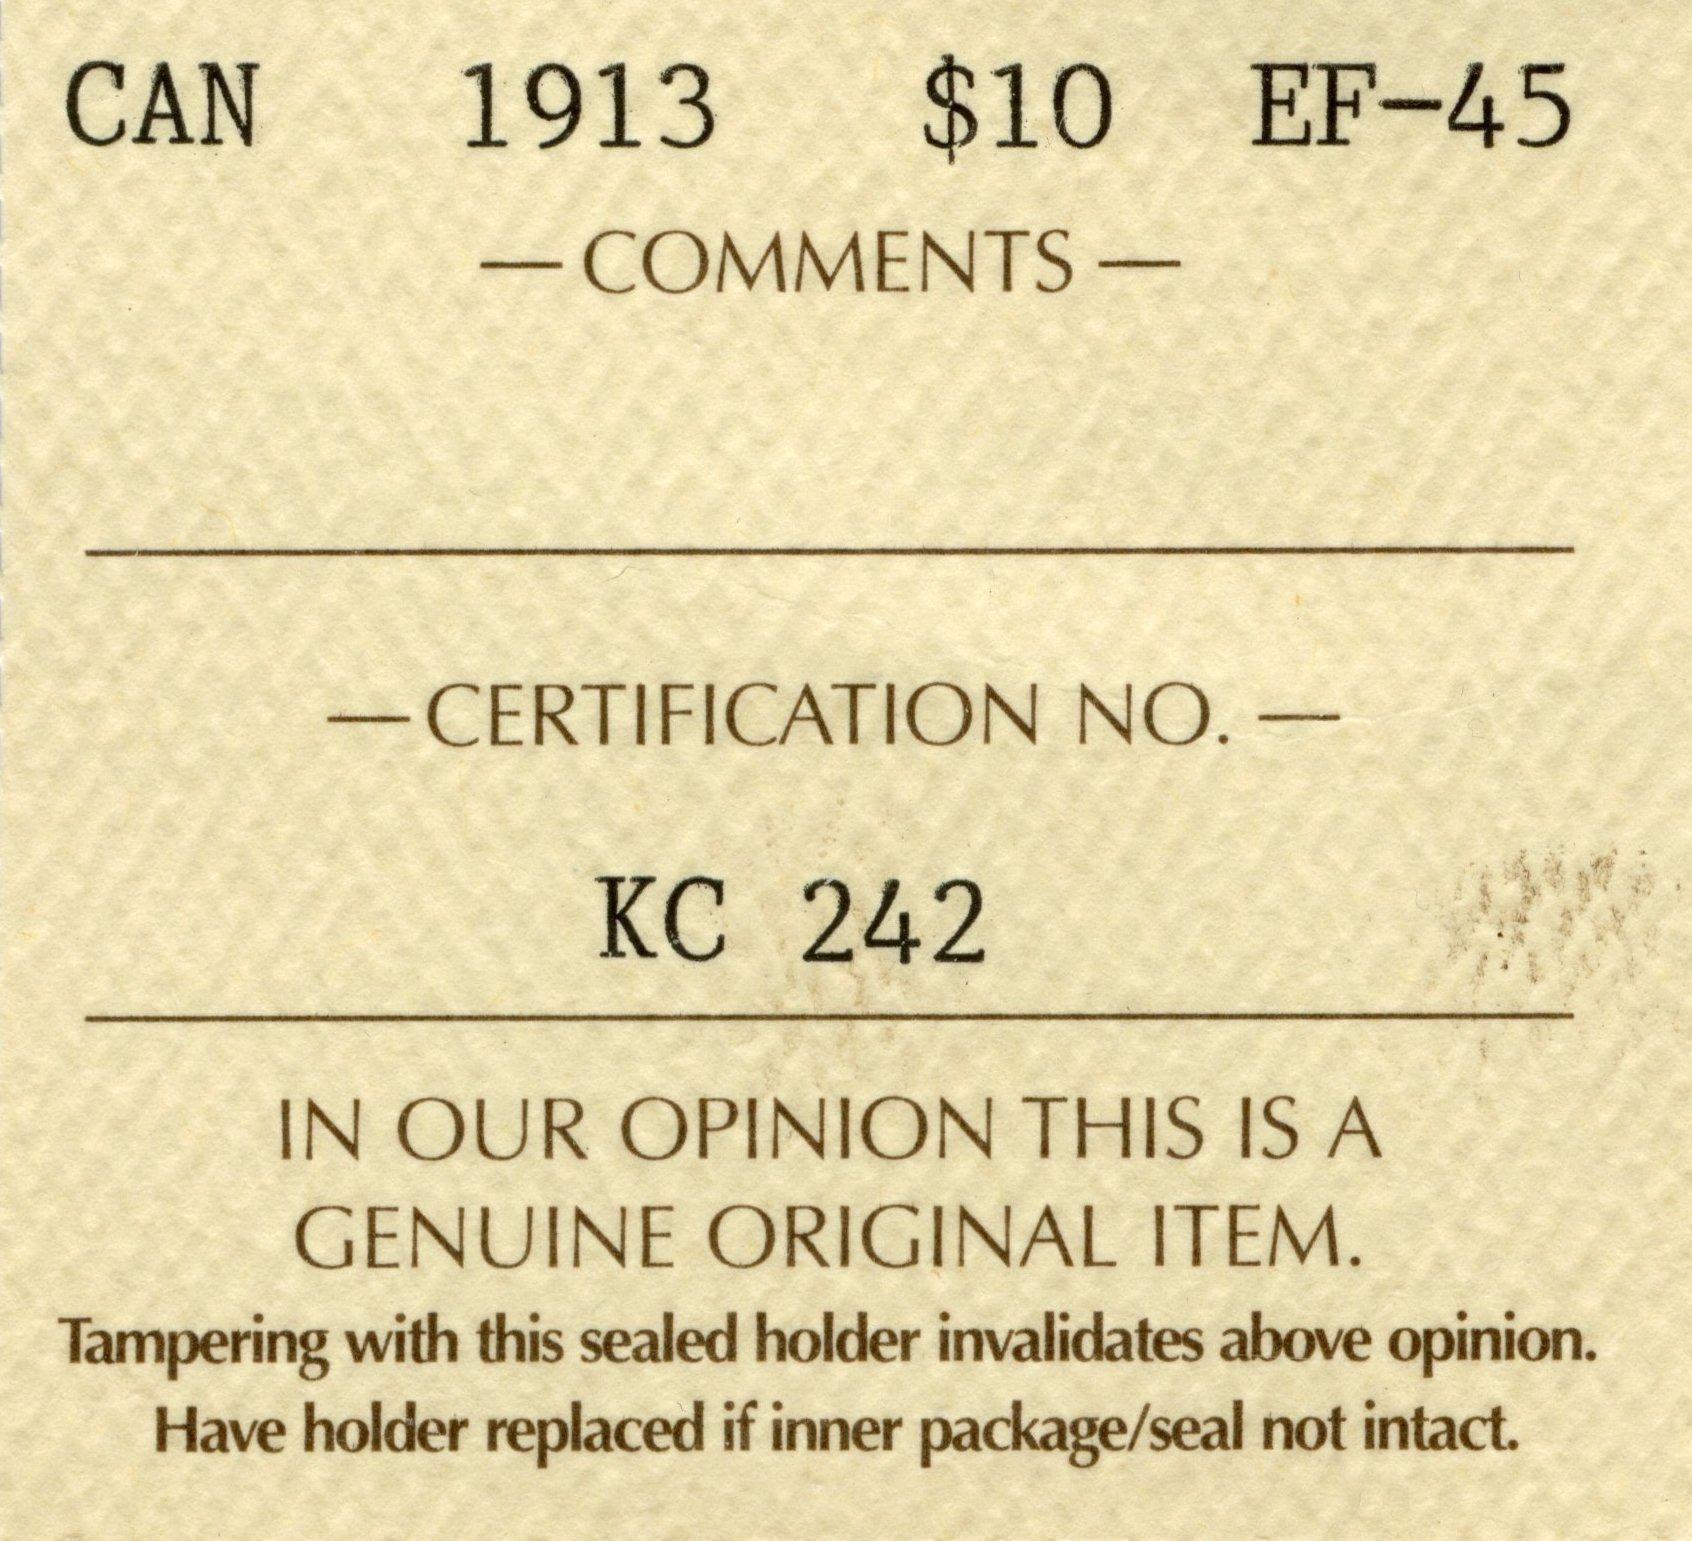 CAN 1913 $10 EF-45
— COMMENTS —
— CERTIFICATION NO. —
KC 242
IN OUR OPINION THIS IS A
GENUINE ORIGINAL ITEM.
Tampering with this sealed holder invalidates above opinion.
Have holder replaced if inner package/seal not intact.